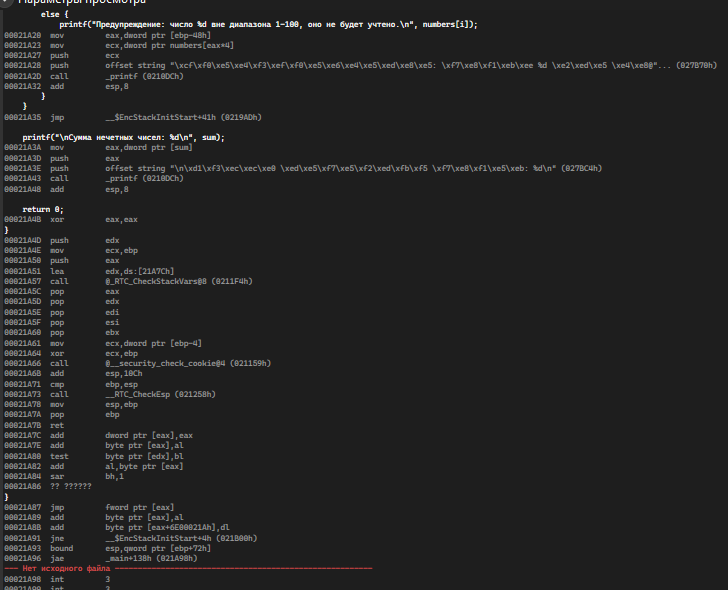 Параметры просмотра
else {
printf("Предупреждение: число %d вне диапазона 1-100, оно не будет учтено.\n", numbers[i]);
00021A20 mov eax,dword ptr [ebp-48h]
00021A23 mov ecx,dword ptr numbers[eax*4]
00021A27 push ecx
00021A28 push offset string "\xcf\xf0\xe5\xe4\xf3\xef\xf0\xe5\xe6\xe4\xe5\xed\xe8\xe5: \xf7\xe8\xf1\xeb\xee %d \xe2\xed\xe5 \xe4\xe8@"... (027B70h)
00021A2D call _printf (0210DCh)
00021A32 add esp,8
}
}
00021A35 jmp __$EncStackInitStart+41h (0219ADh)
printf("\nСумма нечетных чисел: %d\n", sum);
00021A3A mov eax,dword ptr [sum]
00021A3D push eax
00021A3E push offset string "\n\xd1\xf3\xec\xec\xe0 \xed\xe5\xf7\xe5\xf2\xed\xfb\xf5 \xf7\xe8\xf1\xe5\xeb: %d\n" (027BC4h)
00021A43 call _printf (0210DCh)
00021A48 add esp,8
return 0;
00021A4B xor eax,eax
}
00021A4D push edx
00021A4E mov ecx,ebp
00021A50 push eax
00021A51 lea edx,ds:[21A7Ch]
00021A57 call @_RTC_CheckStackVars@8 (0211F4h)
00021A5C pop eax
00021A5D pop edx
00021A5E pop edi
00021A5F pop esi
00021A60 pop ebx
00021A61 mov ecx,dword ptr [ebp-4]
00021A64 xor ecx,ebp
00021A66 call @__security_check_cookie@4 (021159h)
00021A6B add esp,10Ch
00021A71 cmp ebp,esp
00021A73 call __RTC_CheckEsp (021258h)
00021A78 mov esp,ebp
00021A7A pop ebp
00021A7B ret
00021A7C add dword ptr [eax],eax
00021A7E add byte ptr [eax],al
00021A80 test byte ptr [edx],bl
00021A82 add al,byte ptr [eax]
00021A84 sar bh,1
00021A86 ?? ??????
}
00021A87 jmp fword ptr [eax]
00021A89 add byte ptr [eax],al
00021A8B add byte ptr [eax+6E00021Ah],dl
00021A91 jne __$EncStackInitStart+4h (021B00h)
00021A93 bound esp,qword ptr [ebp+72h]
00021A96 jae _main+138h (021A98h)
--- Нет исходного файла ---
00021A98 int 3
00021A99 int 3